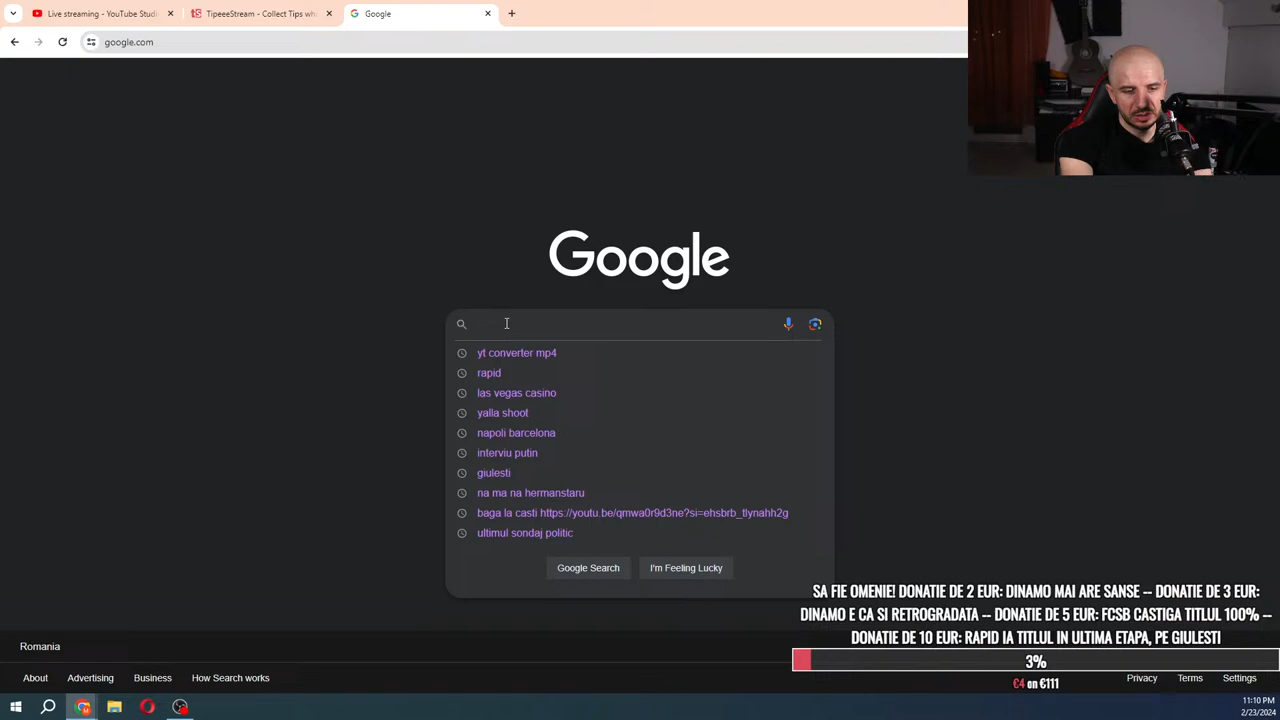 Live streaming - YouTube Studi
TipeeeStream - Collect Tips wh
Google
google.com
Google
yt converter mp4
rapid
las vegas casino
yalla shoot
napoli barcelona
interviu putin
giulesti
na ma na hermanstaru
baga la casti https://youtu.be/qmwa0r9d3ne?si=ehsbrb_tlynahh2g
ultimul sondaj politic
Google Search
I'm Feeling Lucky
SA FIE OMENIE! DONATIE DE 2 EUR: DINAMO MAI ARE SANSE -- DONATIE DE 3 EUR:
DINAMO E CA SI RETROGRADATA -- DONATIE DE 5 EUR: FCSB CASTIGA TITLUL 100% --
DONATIE DE 10 EUR: RAPID IA TITLUL IN ULTIMA ETAPA, PE GIULESTI
3%
€4 on €111
Romania
About
Advertising
Business
How Search works
Privacy
Terms
Settings
11:10 PM
2/23/2024